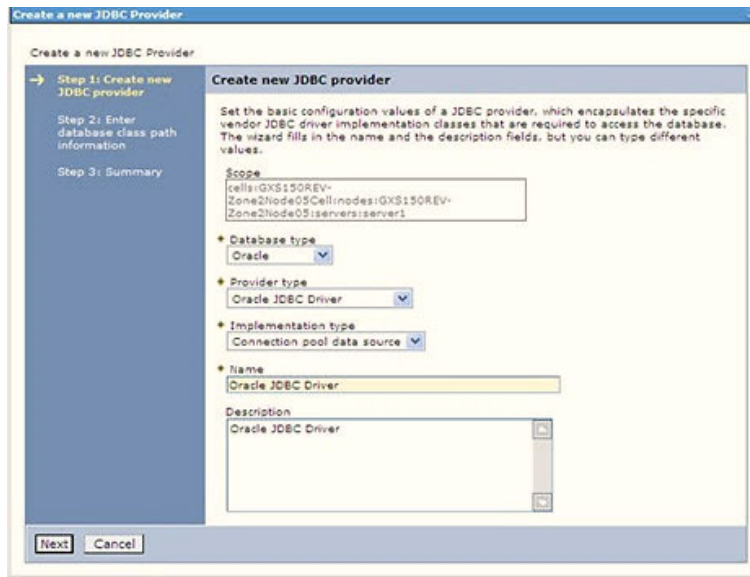 Create a new JDBC Provider
Create a new JDBC Provider
Step 1: Create new
JDBC provider
Step 2: Enter
database class path
information
Step 3: Summary
Create new JDBC provider
Set the basic configuration values of a JDBC provider, which encapsulates the specific
vendor JDBC driver implementation classes that are required to access the database.
The wizard fills in the name and the description fields, but you can type different
values.
Scope
cells:GXS150REV-
Zone2Node05Cell:nodes:GXS150REV-
Zone2Node05:servers:server1
Database type
Oracle
Provider type
Oracle JDBC Driver
Implementation type
Connection pool data source
Name
Oracle JDBC Driver
Description
Oracle JDBC Driver
Next
Cancel